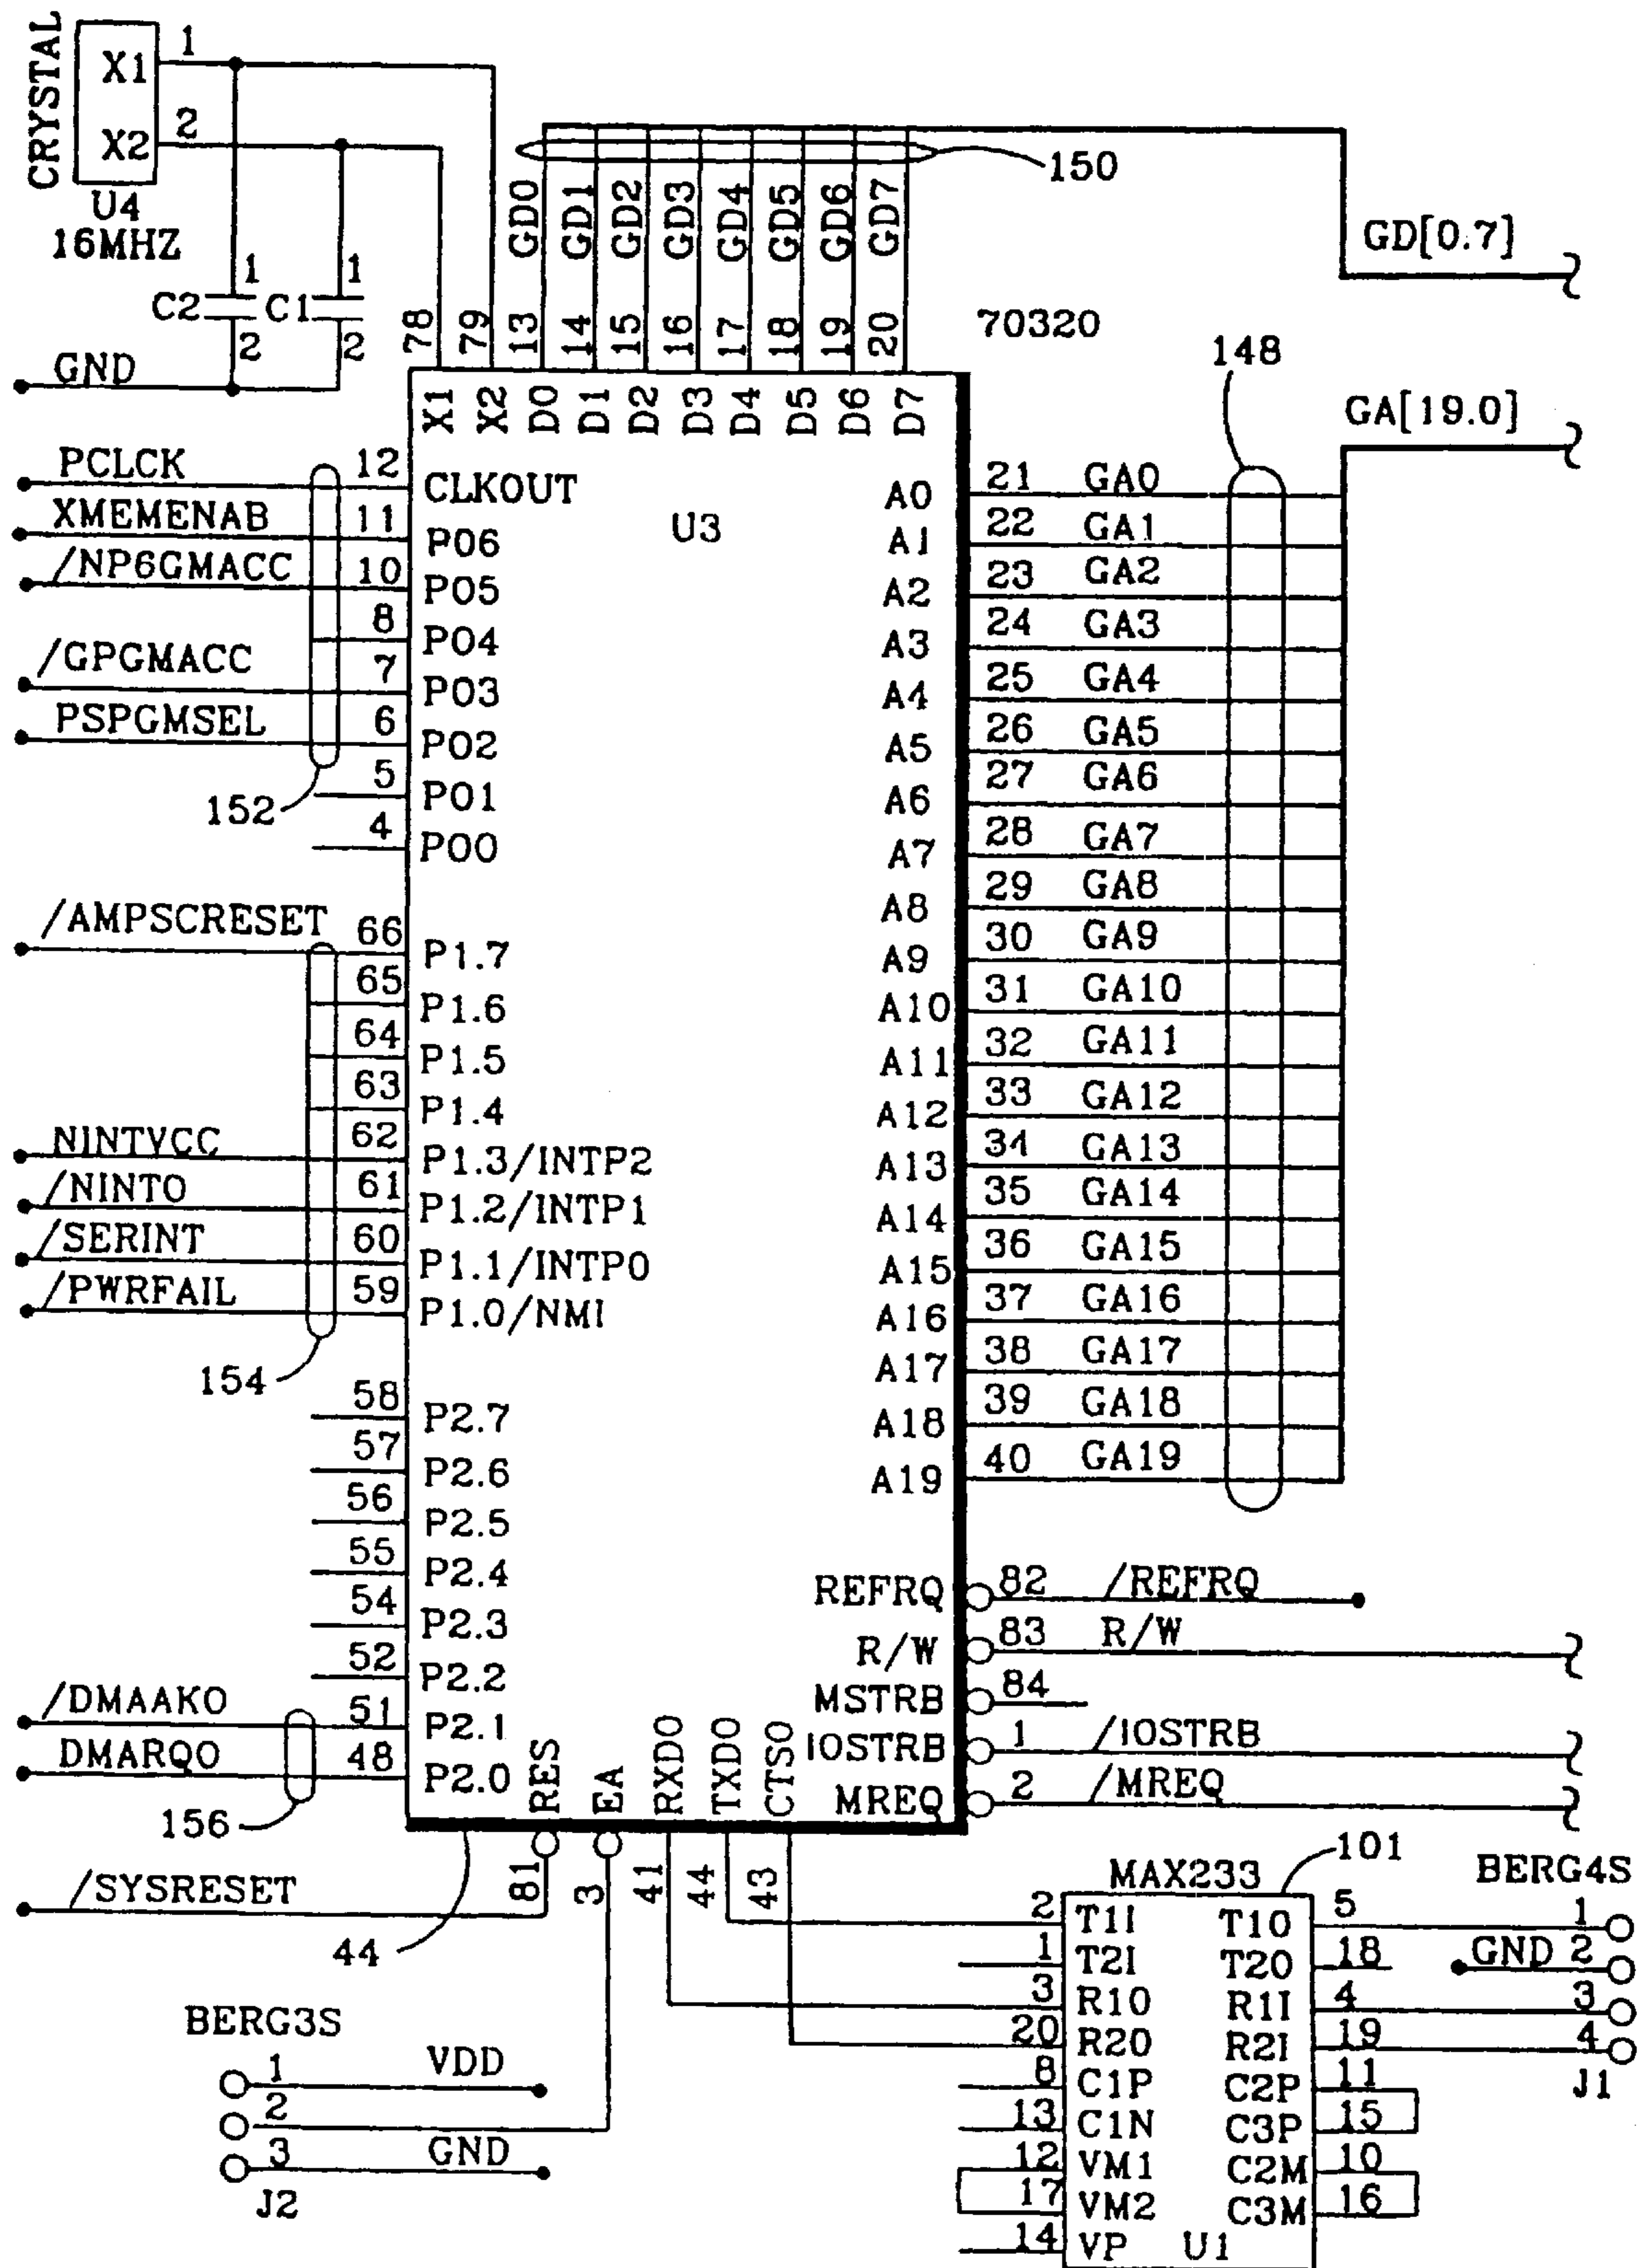 CRYSTAL
X1
1
X2
2
U4
16MHZ
1
C2
2
1
C1
2
GND
150
GD[0.7]
GD0 GD1 GD2 GD3 GD4 GD5 GD6 GD7
78 79 13 14 15 16 17 18 19 20
70320
X1 X2 D0 D1 D2 D3 D4 D5 D6 D7
148
GA[19.0]
U3
PCLCK 12 CLKOUT
XMEMENAB 11 P06
/NP6GMACC 10 P05
8 P04
/GPGMACC 7 P03
PSPGMSEL 6 P02
5 P01
152
4 P00
/AMPSCRESET 66 P1.7
65 P1.6
64 P1.5
63 P1.4
NINTVCC 62 P1.3/INTP2
/NINTO 61 P1.2/INTP1
/SERINT 60 P1.1/INTP0
/PWRFAIL 59 P1.0/NMI
154
58 P2.7
57 P2.6
56 P2.5
55 P2.4
54 P2.3
52 P2.2
/DMAAKO 51 P2.1
DMARQO 48 P2.0
156
A0 21 GA0
A1 22 GA1
A2 23 GA2
A3 24 GA3
A4 25 GA4
A5 26 GA5
A6 27 GA6
A7 28 GA7
A8 29 GA8
A9 30 GA9
A10 31 GA10
A11 32 GA11
A12 33 GA12
A13 34 GA13
A14 35 GA14
A15 36 GA15
A16 37 GA16
A17 38 GA17
A18 39 GA18
A19 40 GA19
REFRQ 82 /REFRQ
R/W 83 R/W
MSTRB 84
IOSTRB 1 /IOSTRB
MREQ 2 /MREQ
RES EA RXDO TXDO CTSO
81 3 41 44 43
/SYSRESET
44
BERG3S
1 VDD
2
3 GND
J2
MAX233
101
BERG4S
2 T1I T1O 5 1
1 T2I T2O 18 GND 2
3 R1O R1I 4 3
20 R2O R2I 19 4
J1
8 C1P C2P 11
13 C1N C3P 15
12 VM1 C2M 10
17 VM2 C3M 16
14 VP U1